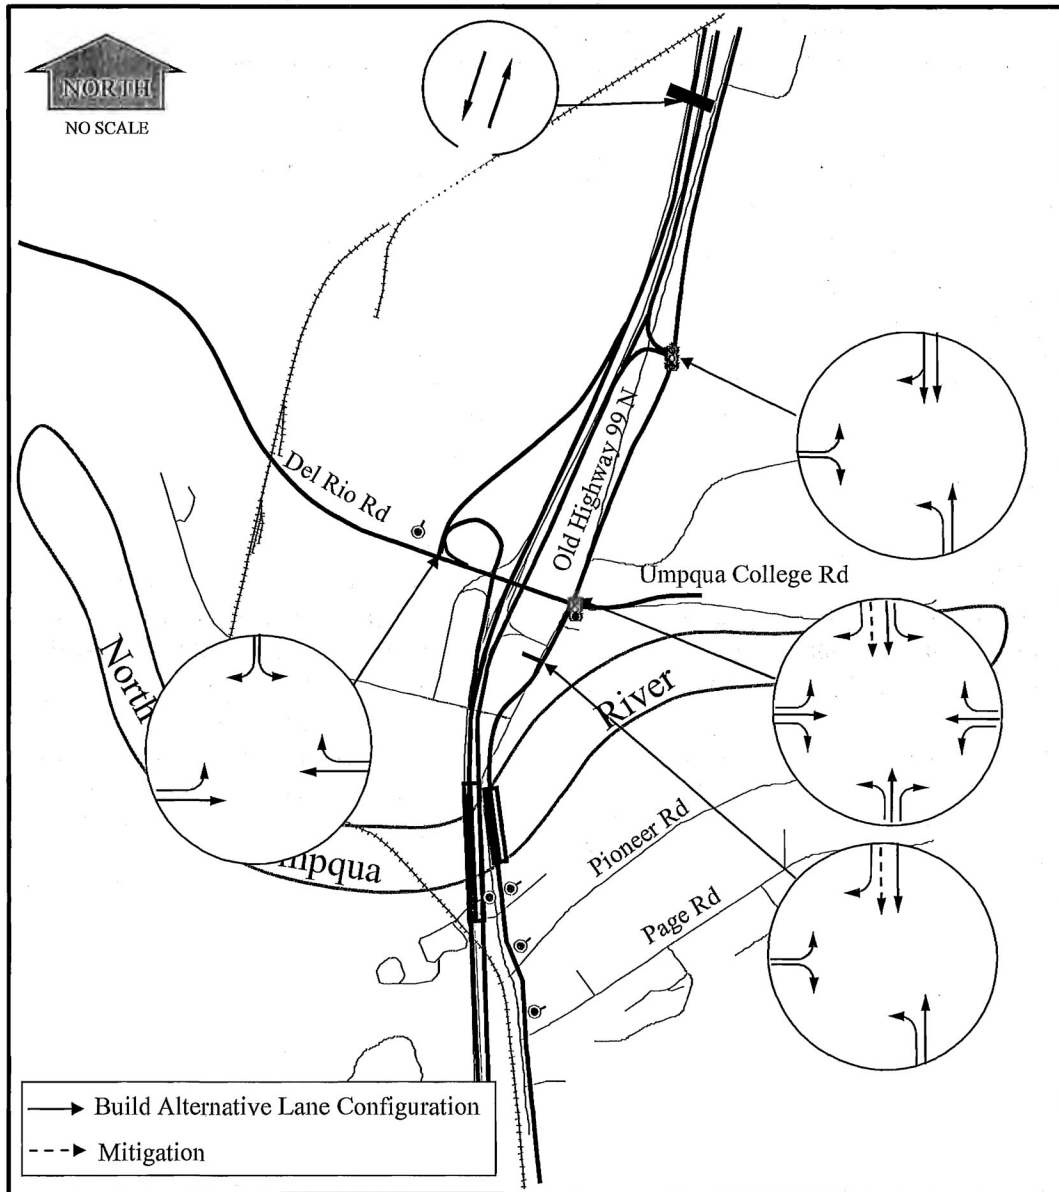 NORTH
NO SCALE
Del Rio Rd
Old Highway 99 N
Umpqua College Rd
North
River
mpqua
Pioneer Rd
Page Rd
Build Alternative Lane Configuration
Mitigation